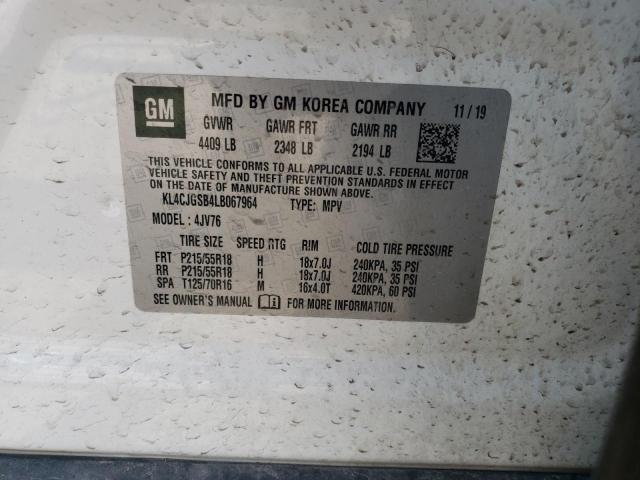 GM MFD BY GM KOREA COMPANY 11/19
GVWR GAWR FRT GAWR RR
4409 LB 2348 LB 2194 LB
THIS VEHICLE CONFORMS TO ALL APPLICABLE U.S. FEDERAL MOTOR
VEHICLE SAFETY AND THEFT PREVENTION STANDARDS IN EFFECT
ON THE DATE OF MANUFACTURE SHOWN ABOVE.
KL4CJGSB4LB067964 TYPE: MPV
MODEL: 4JV76
TIRE SIZE SPEED RTG RIM COLD TIRE PRESSURE
FRT P215/55R18 H 18x7.0J 240KPA, 35 PSI
RR P215/55R18 H 18x7.0J 240KPA, 35 PSI
SPA T125/70R16 M 16x4.0T 420KPA, 60 PSI
SEE OWNER'S MANUAL FOR MORE INFORMATION.